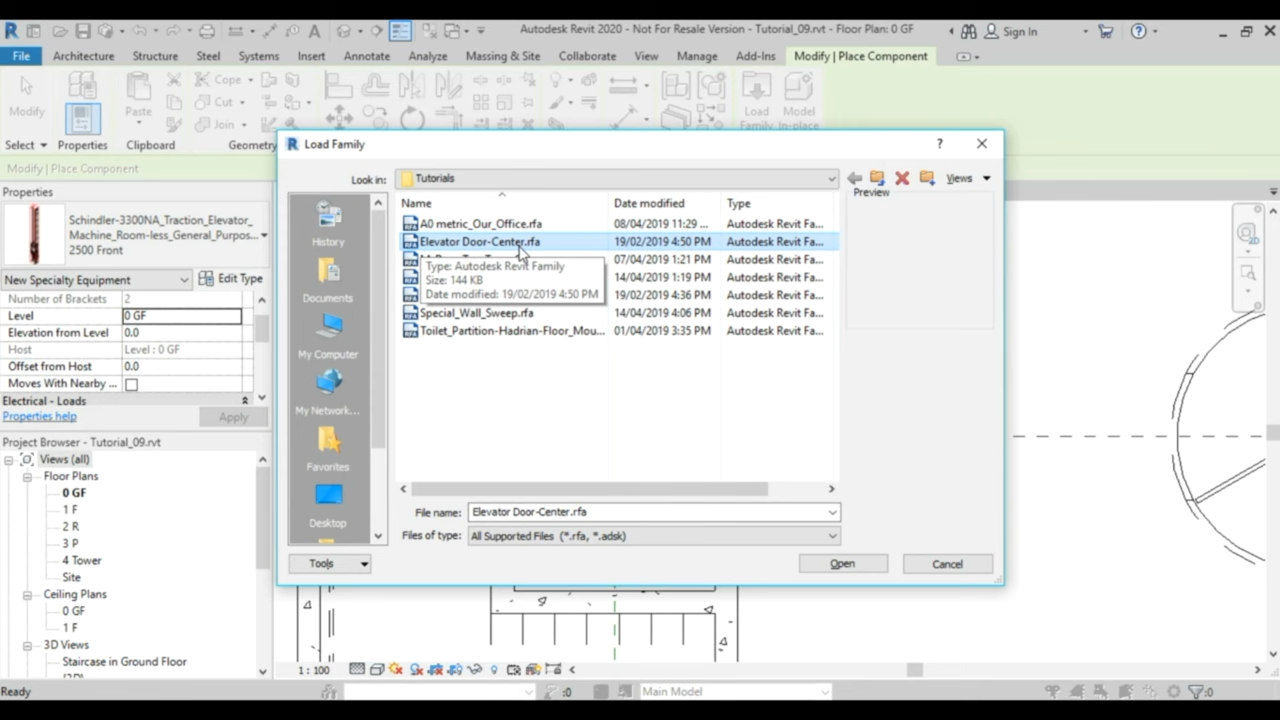 Autodesk Revit 2020 - Not For Resale Version - Tutorial_09.rvt - Floor Plan: 0 GF
Sign In
File Architecture Structure Steel Systems Insert Annotate Analyze Massing & Site Collaborate View Manage Add-Ins Modify | Place Component
Modify
Paste
Cope
Cut
Join
Load Family
Model In-place
Select Properties Clipboard Geometry
Modify | Place Component
Properties
Schindler-3300NA_Traction_Elevator_
Machine_Room-less_General_Purpos...
2500 Front
New Specialty Equipment Edit Type
Number of Brackets 2
Level 0 GF
Elevation from Level 0.0
Host Level : 0 GF
Offset from Host 0.0
Moves With Nearby ...
Electrical - Loads
Properties help Apply
Project Browser - Tutorial_09.rvt
Views (all)
Floor Plans
0 GF
1 F
2 R
3 P
4 Tower
Site
Ceiling Plans
0 GF
1 F
3D Views
Staircase in Ground Floor
Load Family
Look in: Tutorials
Views
Preview
History
Documents
My Computer
My Network...
Favorites
Desktop
Name Date modified Type
A0 metric_Our_Office.rfa 08/04/2019 11:29 ... Autodesk Revit Fa...
Elevator Door-Center.rfa 19/02/2019 4:50 PM Autodesk Revit Fa...
07/04/2019 1:21 PM Autodesk Revit Fa...
14/04/2019 1:19 PM Autodesk Revit Fa...
19/02/2019 4:36 PM Autodesk Revit Fa...
Special_Wall_Sweep.rfa 14/04/2019 4:06 PM Autodesk Revit Fa...
Toilet_Partition-Hadrian-Floor_Mou... 01/04/2019 3:35 PM Autodesk Revit Fa...
Type: Autodesk Revit Family
Size: 144 KB
Date modified: 19/02/2019 4:50 PM
File name: Elevator Door-Center.rfa
Files of type: All Supported Files (*.rfa, *.adsk)
Tools Open Cancel
1 : 100
Ready
:0
Main Model
:0